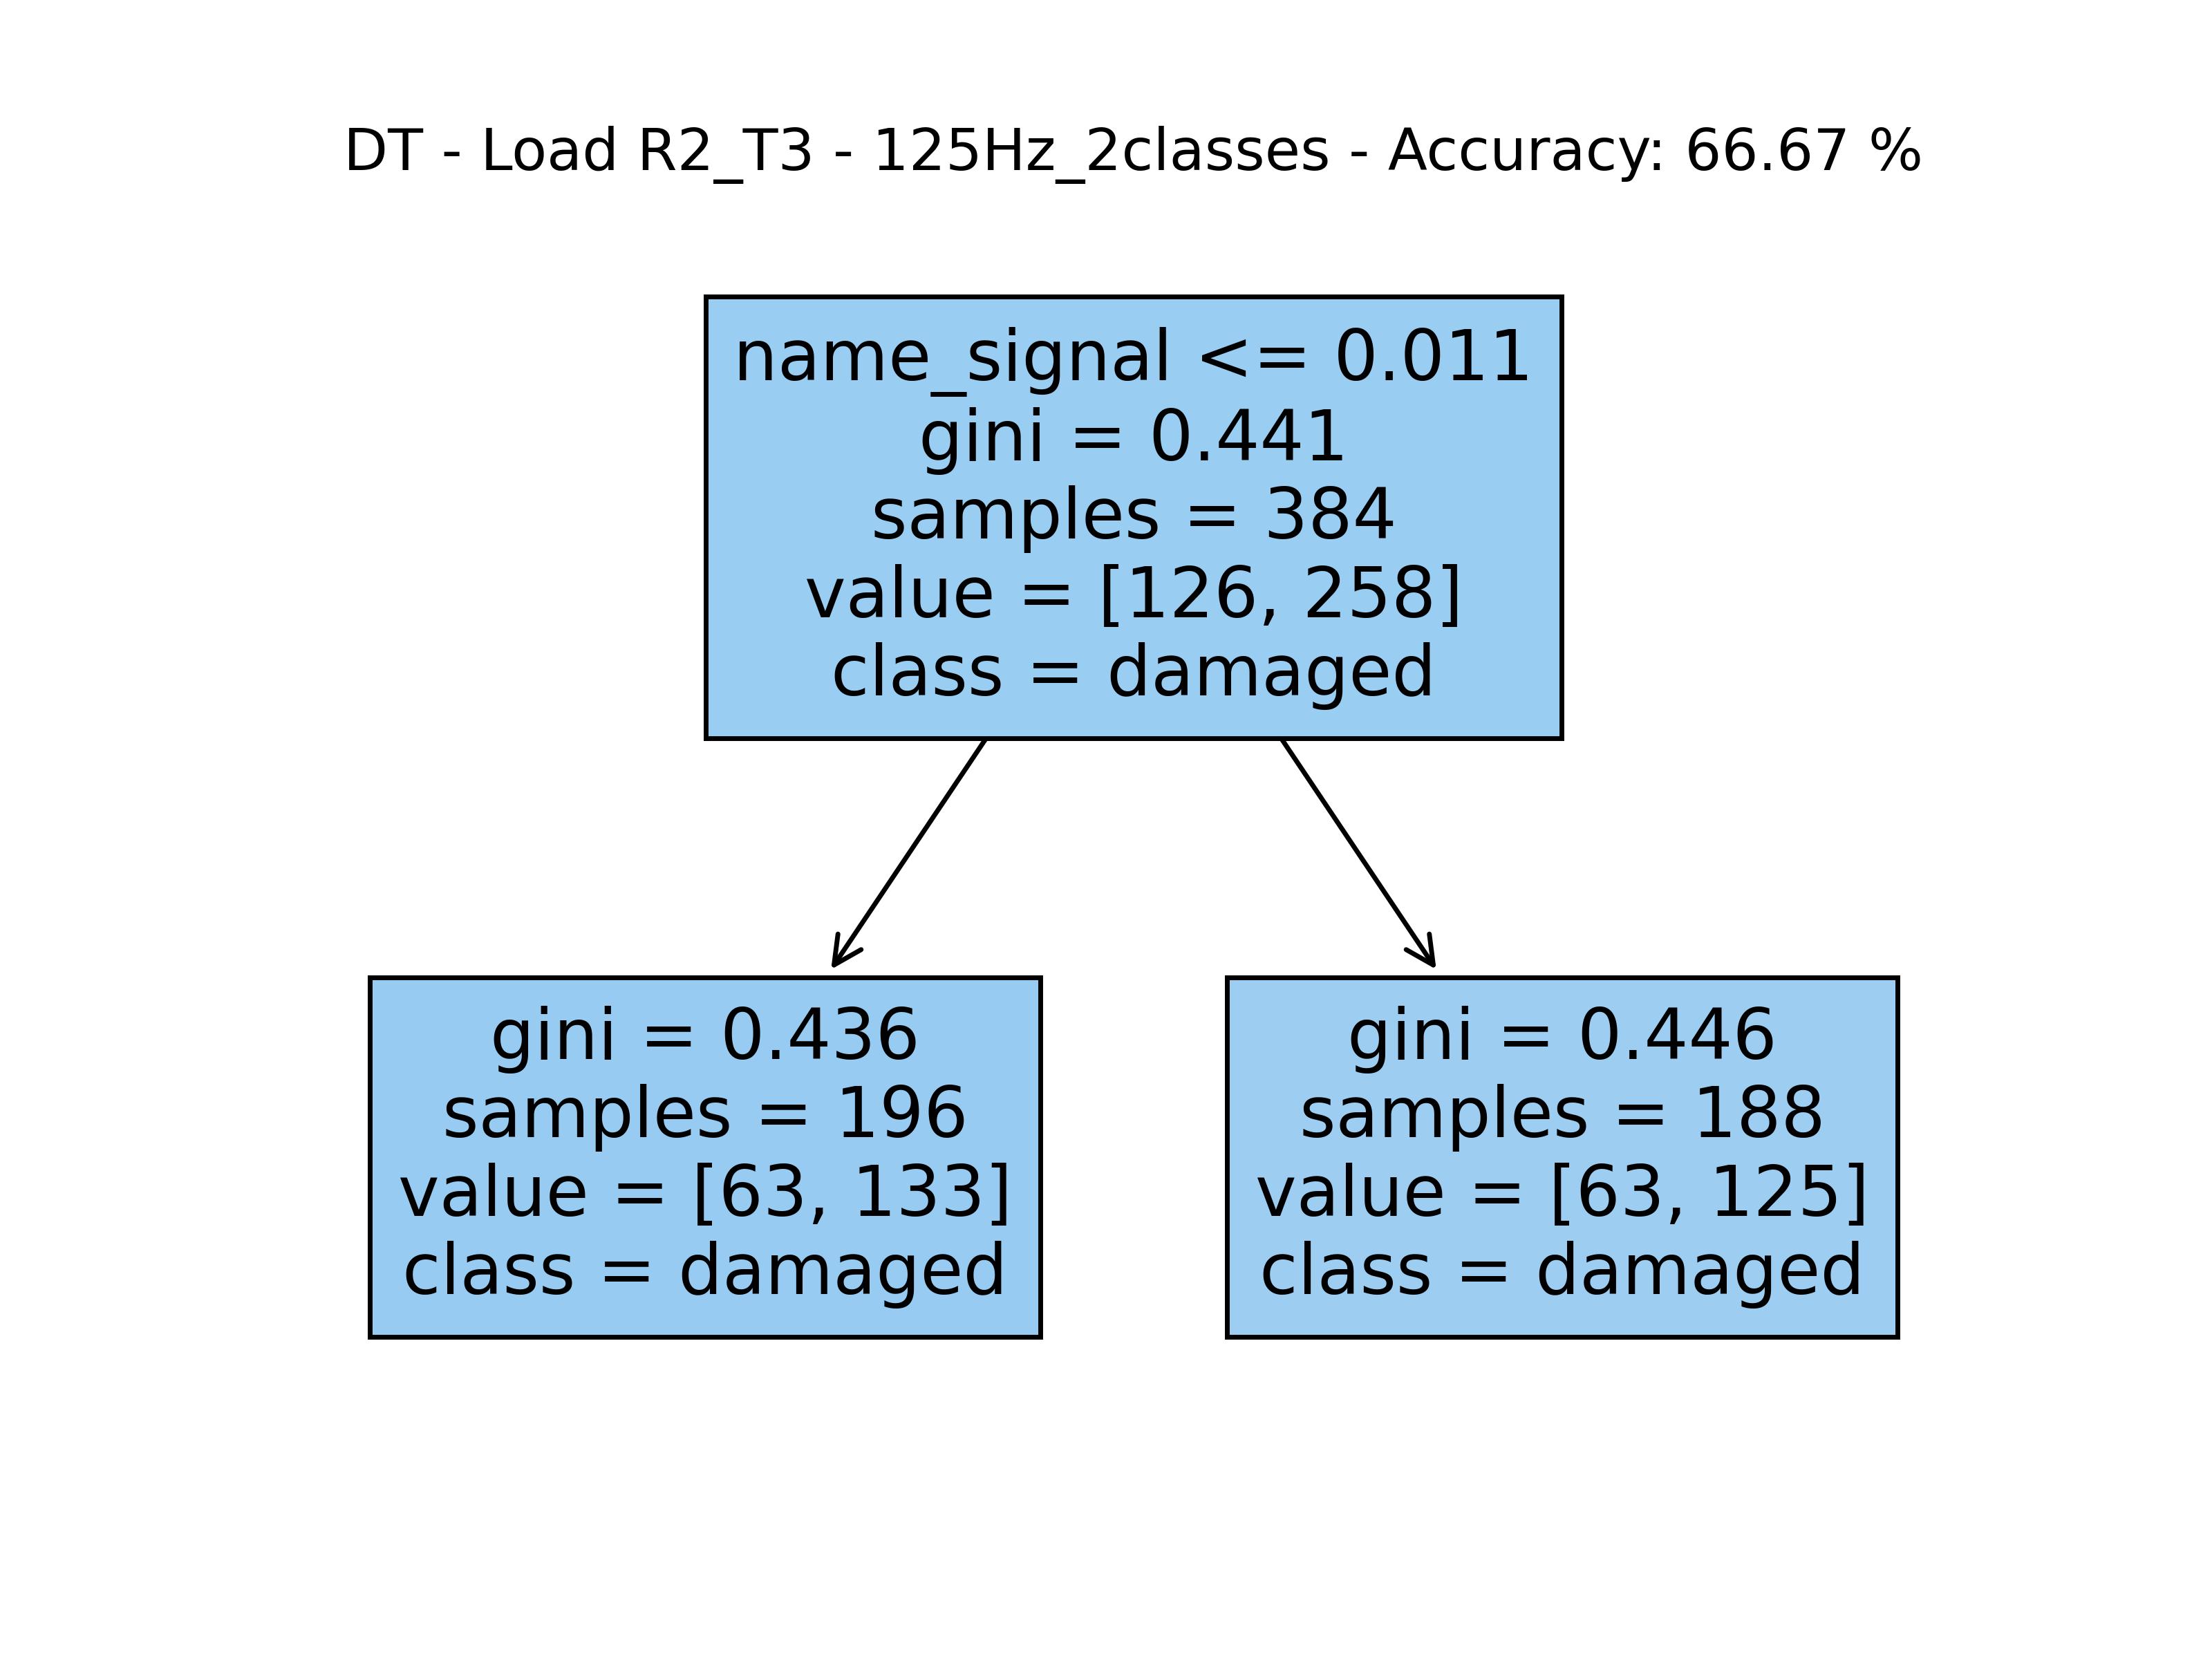 DT - Load R2_T3 - 125Hz_2classes - Accuracy: 66.67 %
name_signal <= 0.011
gini = 0.441
samples = 384
value = [126, 258]
class = damaged
gini = 0.436
samples = 196
value = [63, 133]
class = damaged
gini = 0.446
samples = 188
value = [63, 125]
class = damaged